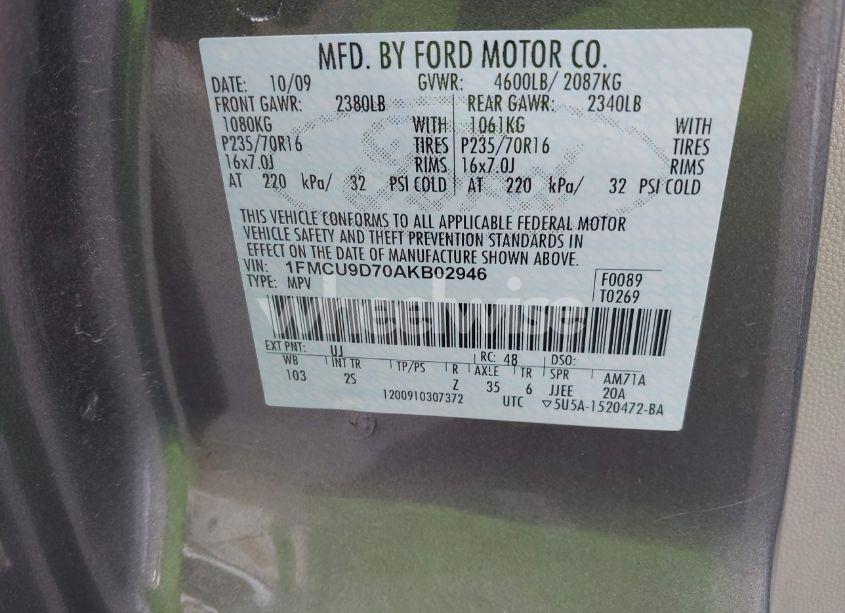 MFD. BY FORD MOTOR CO.
DATE: 10/09 GVWR: 4600LB/ 2087KG
FRONT GAWR: 2380LB REAR GAWR: 2340LB
1080KG WITH 1061KG WITH
P235/70R16 TIRES P235/70R16 TIRES
16x7.0J RIMS 16x7.0J RIMS
AT 220 kPa/ 32 PSI COLD AT 220 kPa/ 32 PSI COLD
THIS VEHICLE CONFORMS TO ALL APPLICABLE FEDERAL MOTOR
VEHICLE SAFETY AND THEFT PREVENTION STANDARDS IN
EFFECT ON THE DATE OF MANUFACTURE SHOWN ABOVE.
VIN: 1FMCU9D70AKB02946 F0089
TYPE: MPV T0269
wheelwise
EXT PNT: UJ RC: 48 DSO:
WB INT TR TP/PS R AXLE TR SPR AM71A
103 2S Z 35 6 JJEE 20A
1200910307372 UTC ▽5U5A-1520472-BA